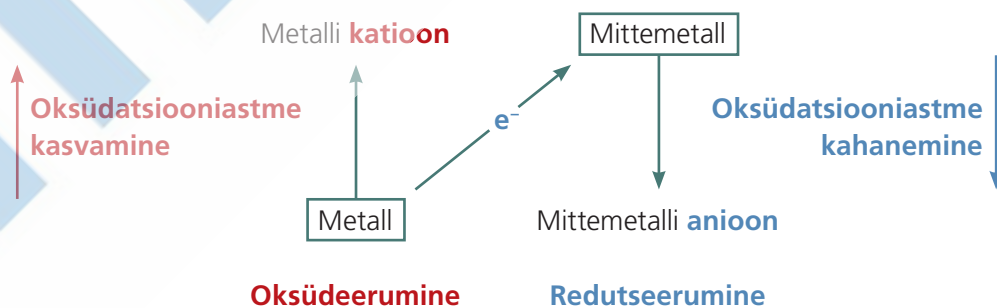 Metalli katioon
Mittemetall
Oksüdatsiooniastme
kasvamine
e–
Oksüdatsiooniastme
kahanemine
Metall
Mittemetalli anioon
Oksüdeerumine
Redutseerumine